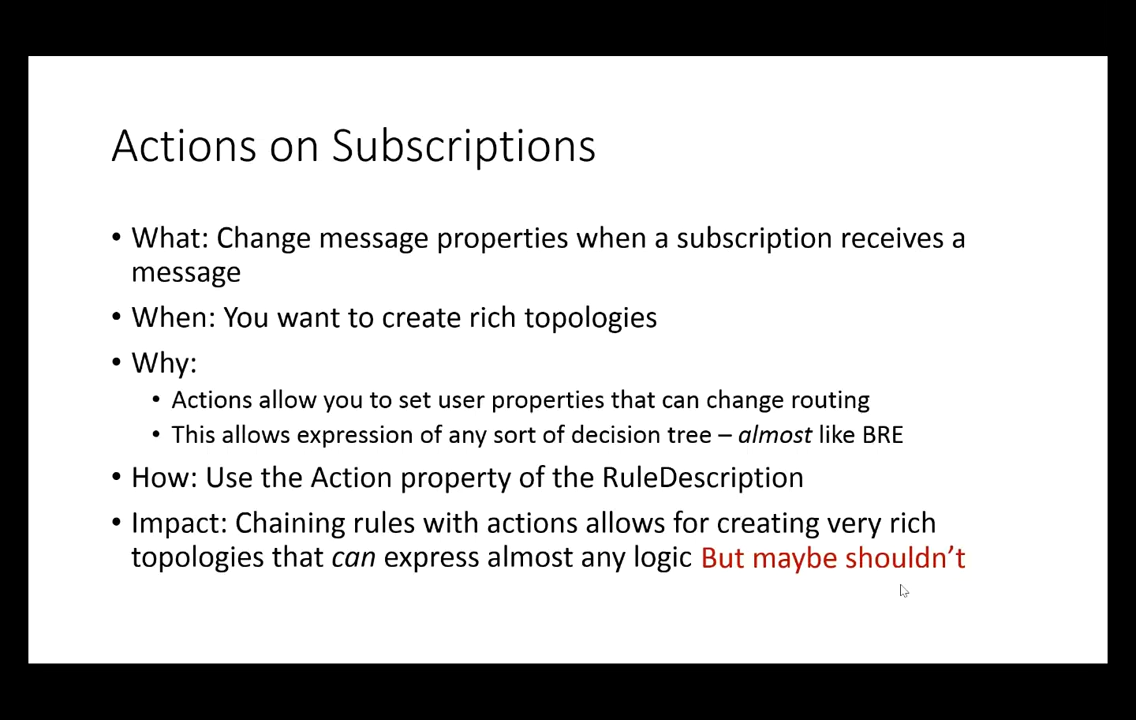 Actions on Subscriptions
• What: Change message properties when a subscription receives a
message
• When: You want to create rich topologies
• Why:
• Actions allow you to set user properties that can change routing
• This allows expression of any sort of decision tree – almost like BRE
• How: Use the Action property of the RuleDescription
• Impact: Chaining rules with actions allows for creating very rich
topologies that can express almost any logic But maybe shouldn’t